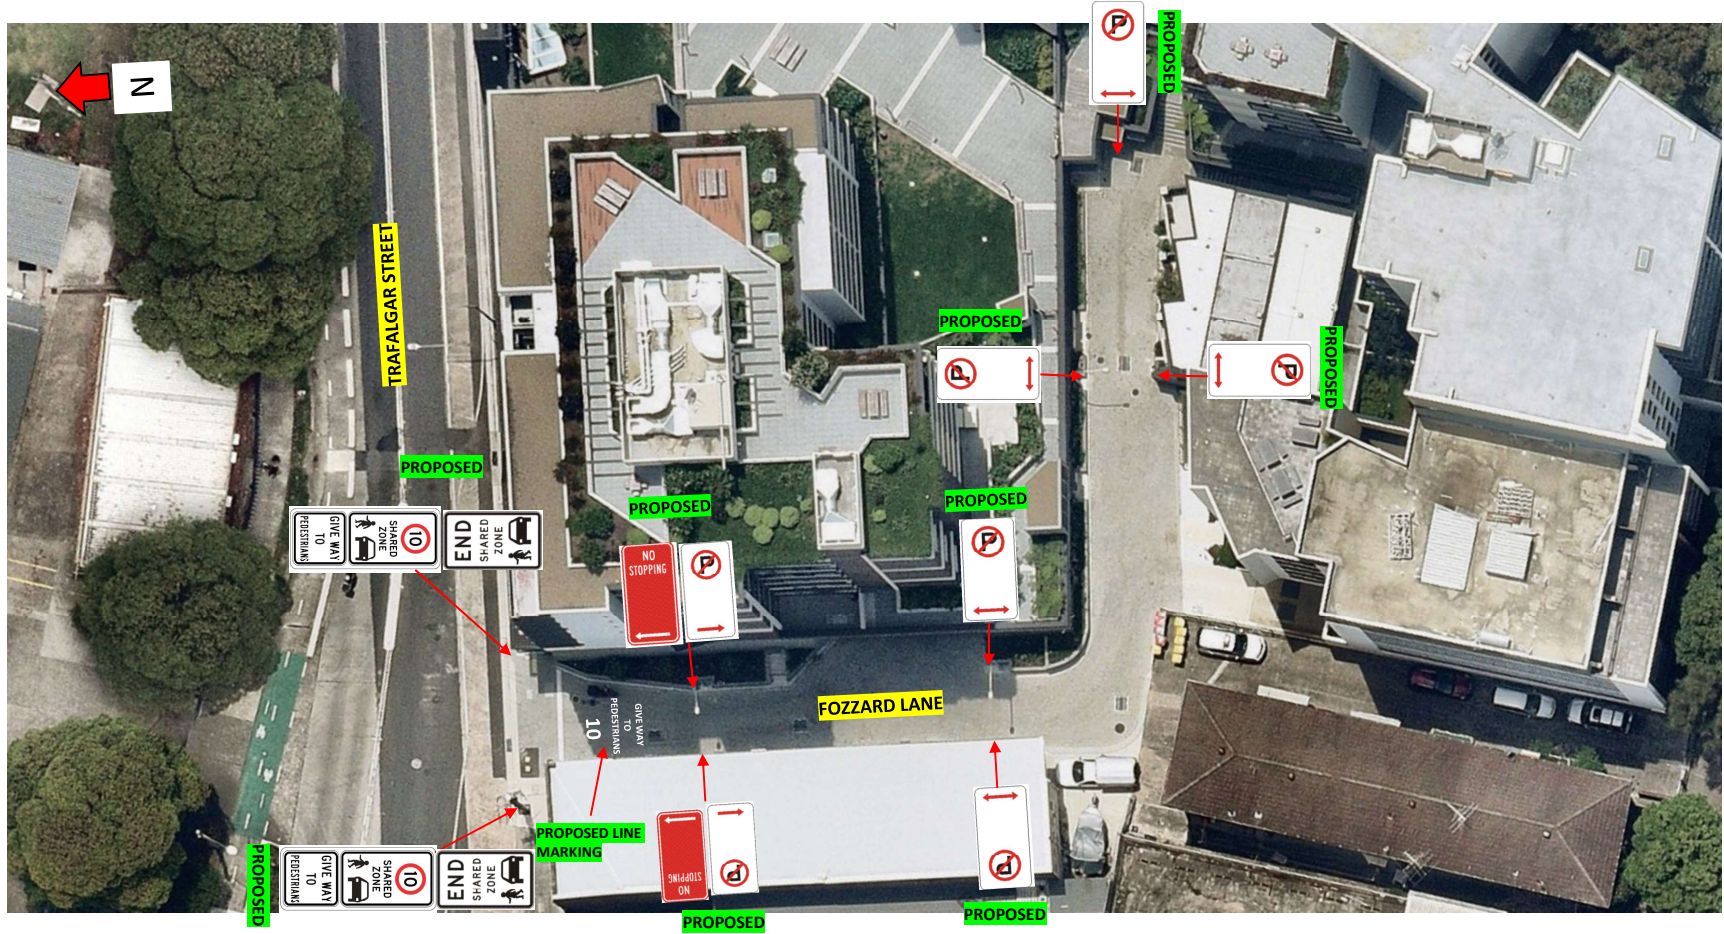 P
PROPOSED
N
TRAFALGAR STREET
PROPOSED
P
P
PROPOSED
PROPOSED
GIVE WAY
TO
PEDESTRIANS
SHARED
ZONE
10
END
SHARED
ZONE
PROPOSED
NO
STOPPING
P
PROPOSED
P
FOZZARD LANE
10
GIVE WAY
TO
PEDESTRIANS
PROPOSED LINE
MARKING
PROPOSED
GIVE WAY
TO
PEDESTRIANS
SHARED
ZONE
10
END
SHARED
ZONE
NO
STOPPING
P
PROPOSED
P
PROPOSED